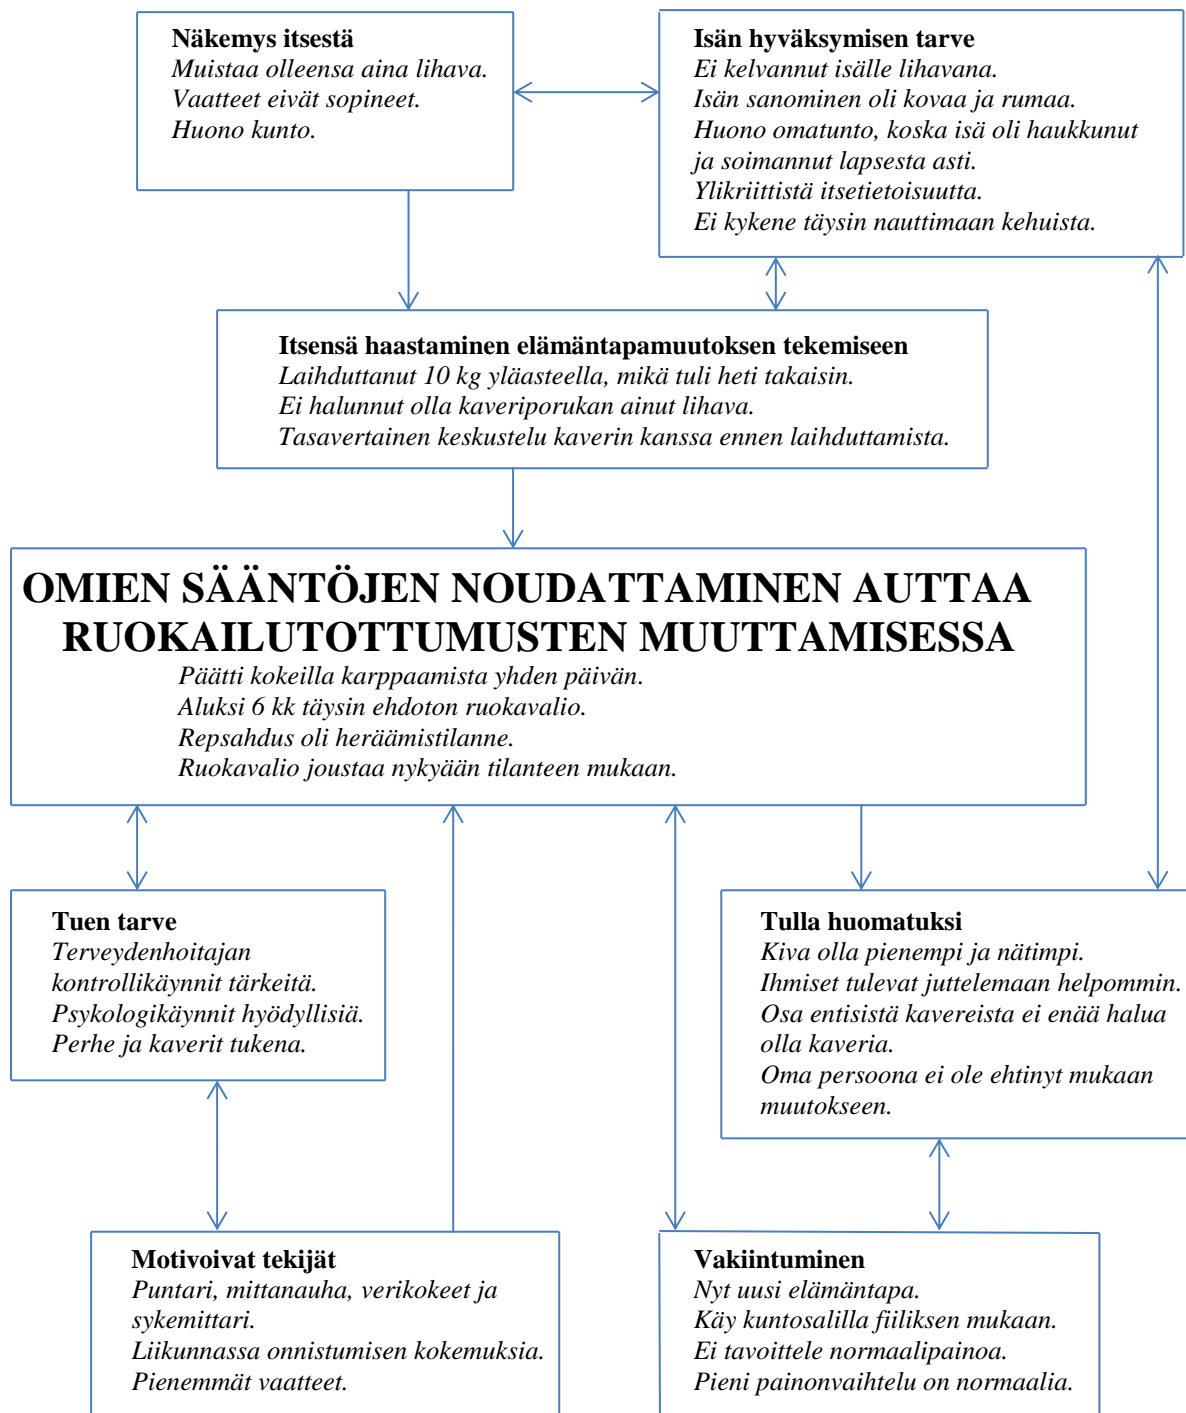 Näkemys itsestä
Muistaa olleensa aina lihava.
Vaatteet eivät sopineet.
Huono kunto.
Isän hyväksymisen tarve
Ei kelvannut isälle lihavana.
Isän sanominen oli kovaa ja rumaa.
Huono omatunto, koska isä oli haukkunut
ja soimannut lapsesta asti.
Ylikriittistä itsetietoisuutta.
Ei kykene täysin nauttimaan kehuista.
Itsensä haastaminen elämäntapamuutoksen tekemiseen
Laihduttanut 10 kg yläasteella, mikä tuli heti takaisin.
Ei halunnut olla kaveriporukan ainut lihava.
Tasavertainen keskustelu kaverin kanssa ennen laihduttamista.
OMIEN SÄÄNTÖJEN NOUDATTAMINEN AUTTAA
RUOKAILUTOTTUMUSTEN MUUTTAMISESSA
Päätti kokeilla karppaamista yhden päivän.
Aluksi 6 kk täysin ehdoton ruokavalio.
Repsahdus oli heräämistilanne.
Ruokavalio joustaa nykyään tilanteen mukaan.
Tuen tarve
Terveydenhoitajan
kontrollikäynnit tärkeitä.
Psykologikäynnit hyödyllisiä.
Perhe ja kaverit tukena.
Tulla huomatuksi
Kiva olla pienempi ja nätimpi.
Ihmiset tulevat juttelemaan helpommin.
Osa entisistä kavereista ei enää halua
olla kaveria.
Oma persoona ei ole ehtinyt mukaan
muutokseen.
Motivoivat tekijät
Puntari, mittanauha, verikokeet ja
sykemittari.
Liikunnassa onnistumisen kokemuksia.
Pienemmät vaatteet.
Vakiintuminen
Nyt uusi elämäntapa.
Käy kuntosalilla fiiliksen mukaan.
Ei tavoittele normaalipainoa.
Pieni painonvaihtelu on normaalia.